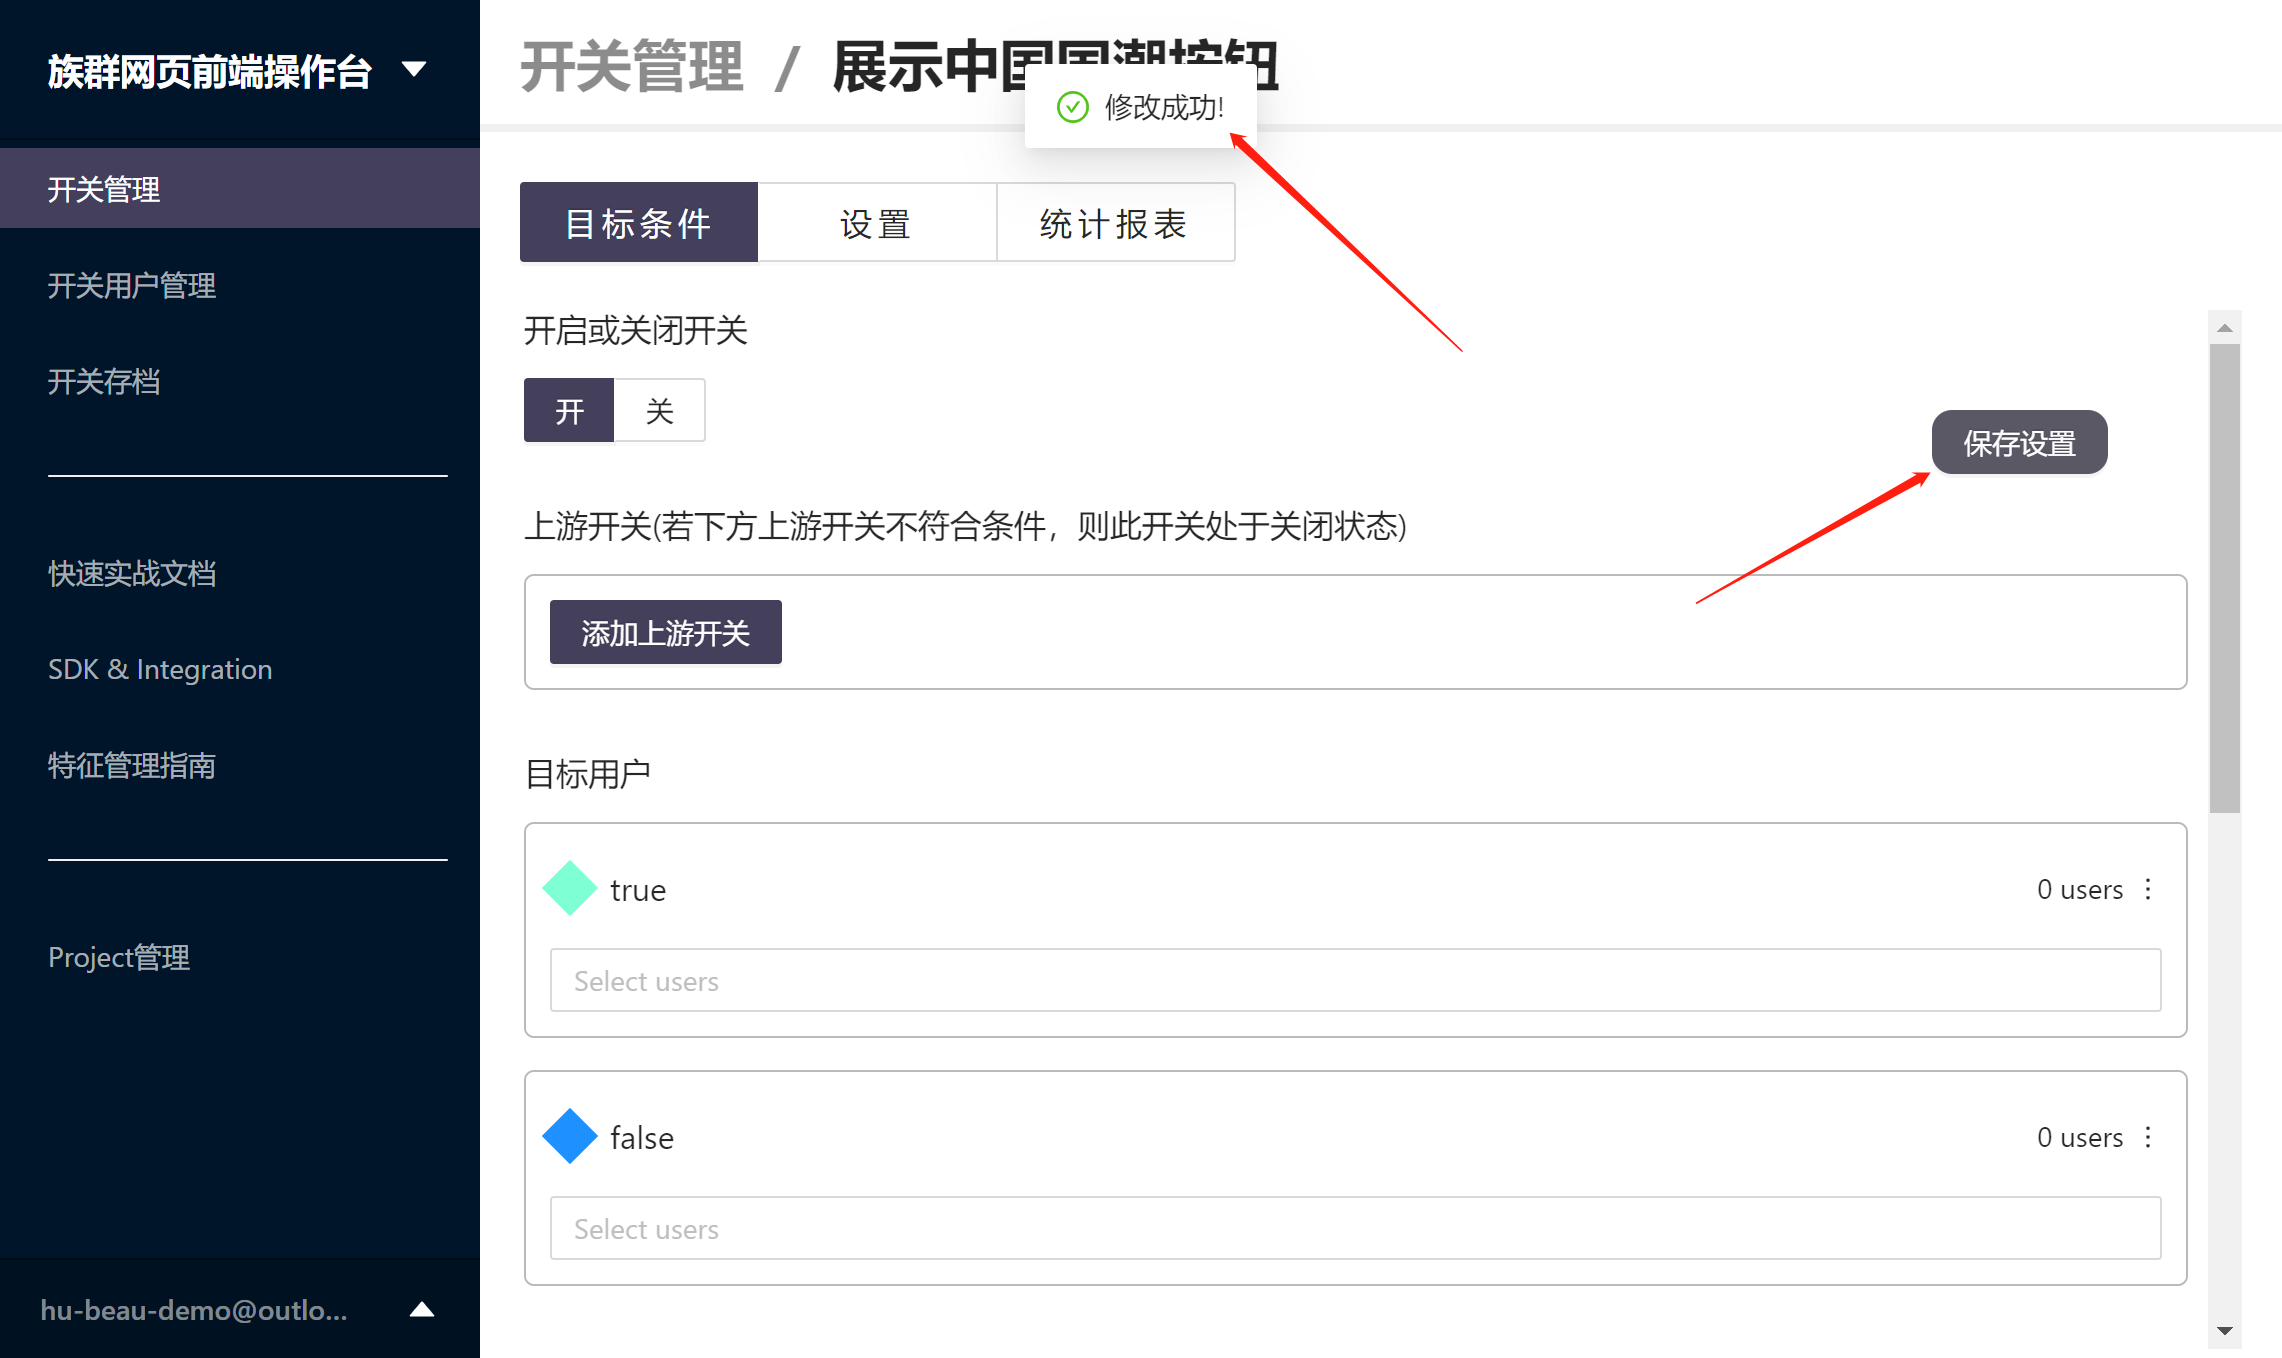 族群网页前端操作台
开关管理
开关用户管理
开关存档
快速实战文档
SDK & Integration
特征管理指南
Project管理
hu-beau-demo@outlo...
开关管理 / 展示中国国潮按钮
修改成功!
目标条件
设置
统计报表
开启或关闭开关
开
关
保存设置
上游开关(若下方上游开关不符合条件，则此开关处于关闭状态)
添加上游开关
目标用户
true
0 users
Select users
false
0 users
Select users